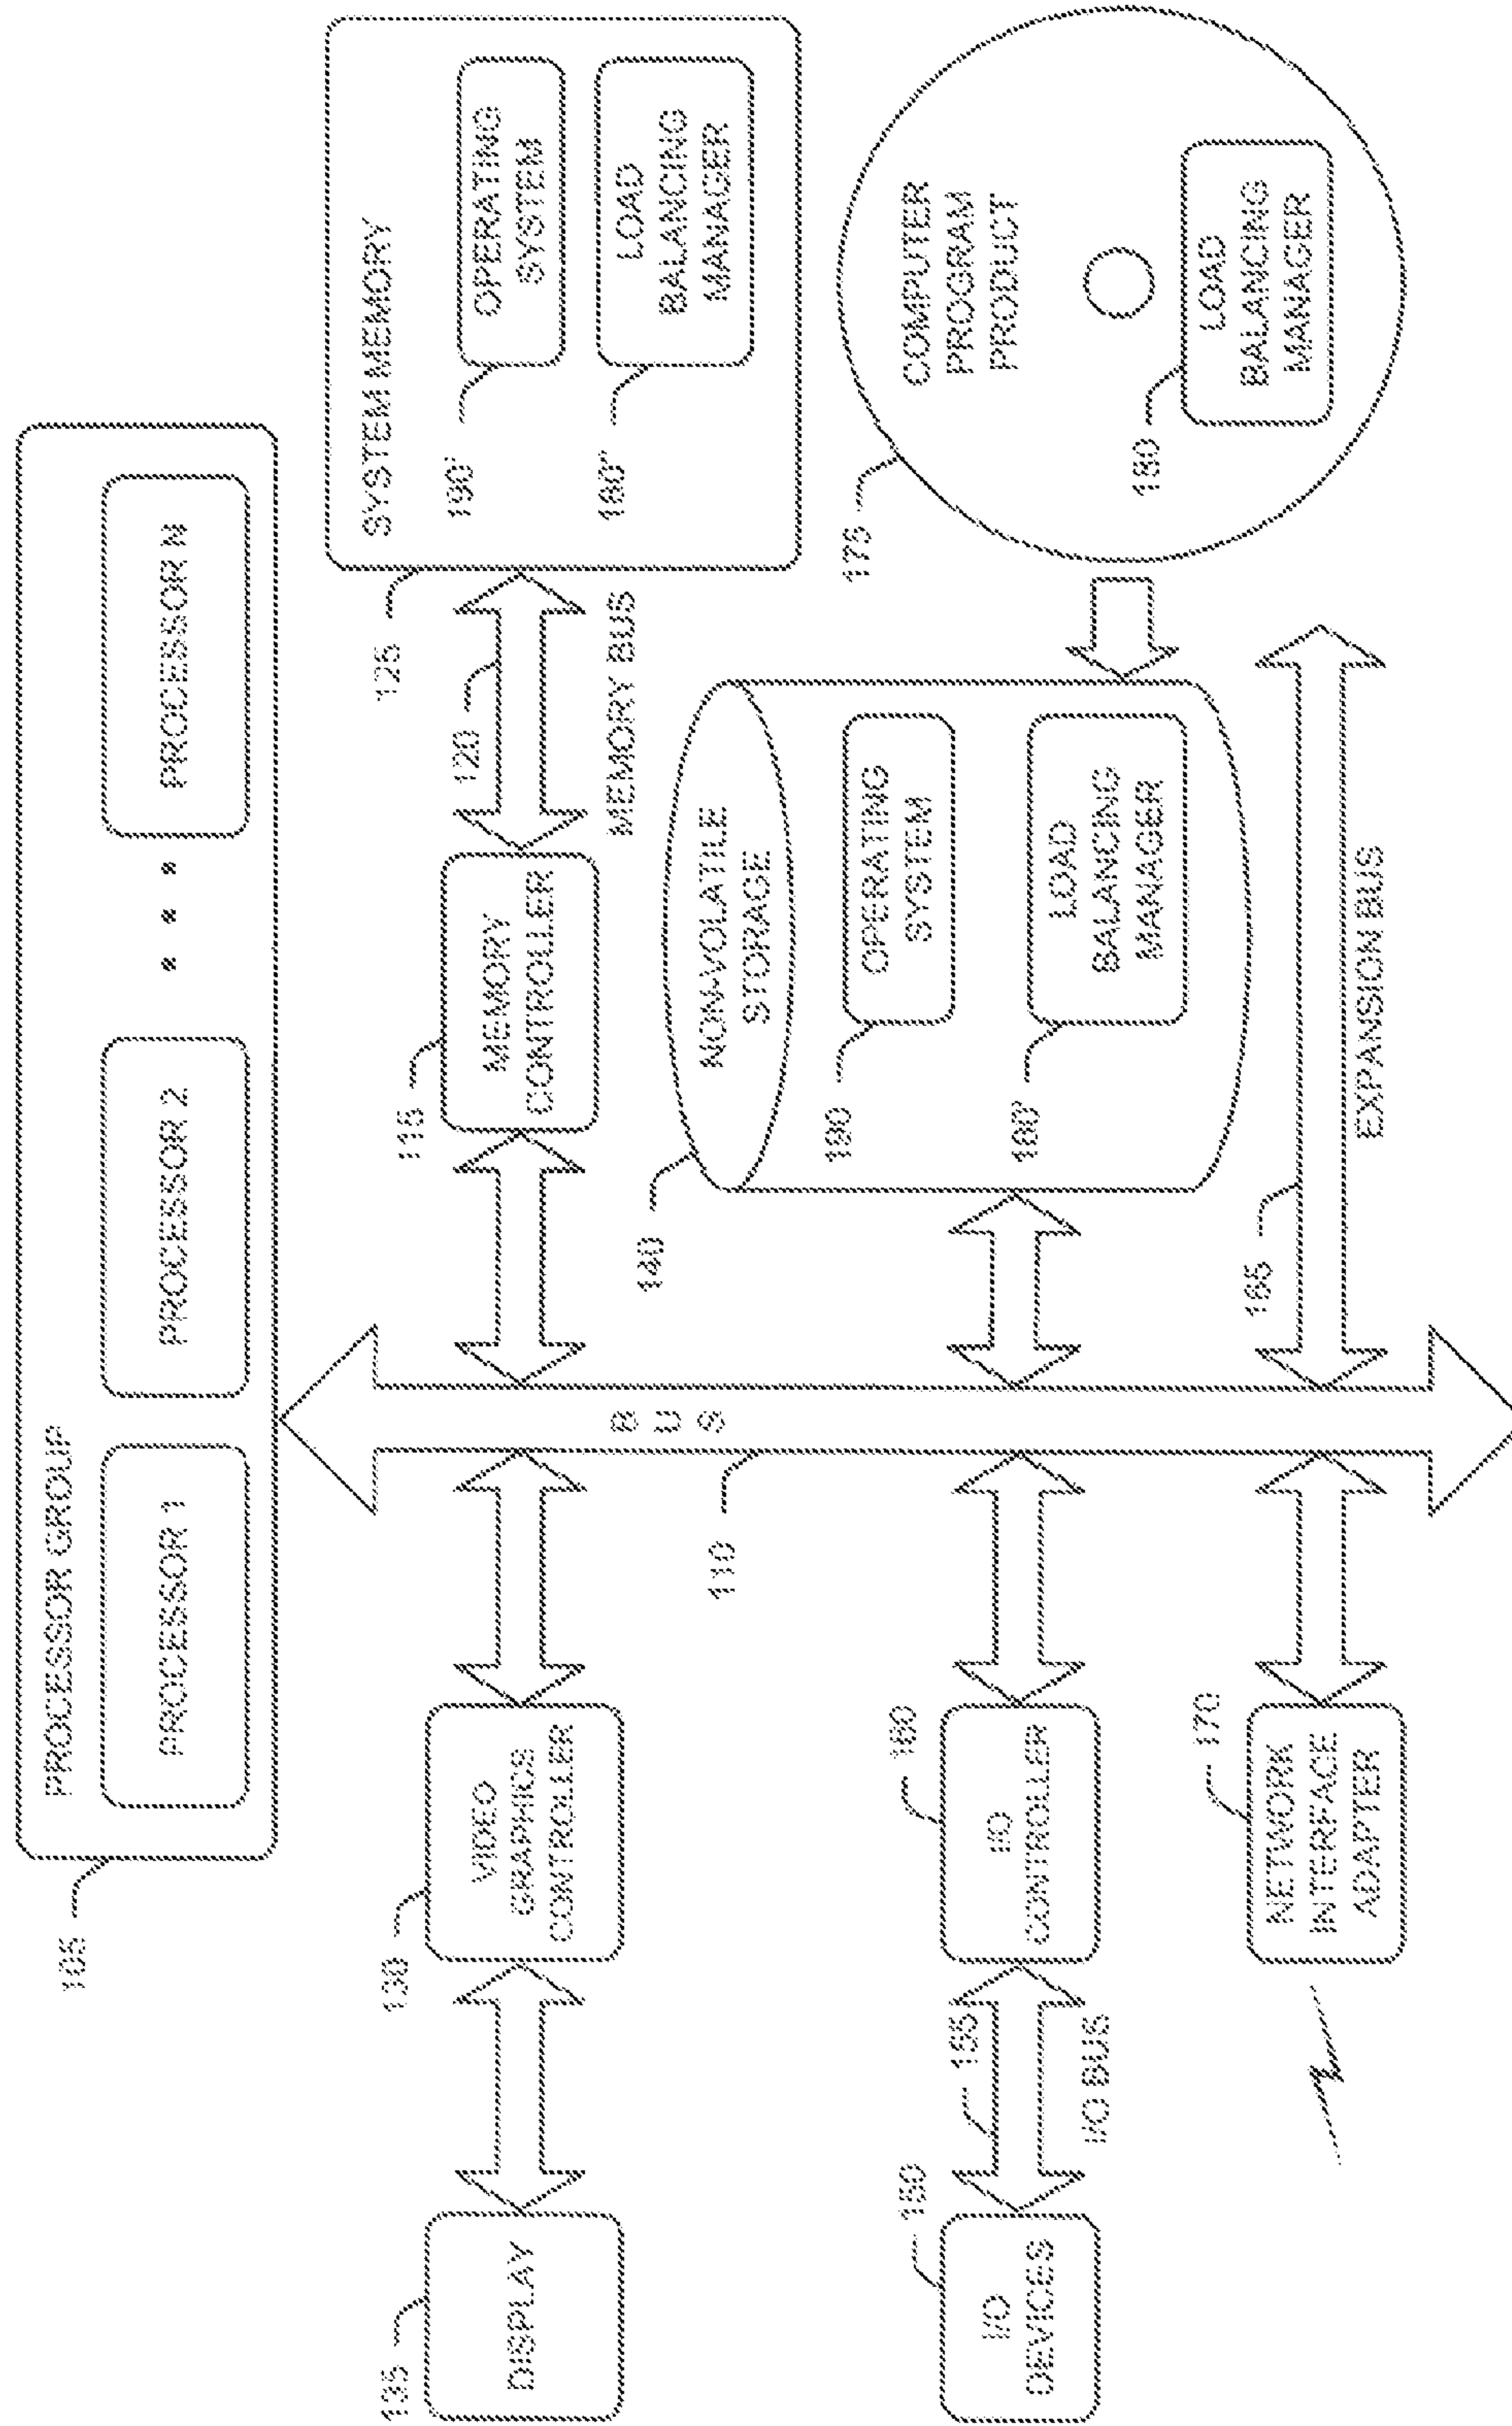 105
PROCESSOR GROUP
PROCESSOR 1
PROCESSOR 2
PROCESSOR N
135
DISPLAY
130
VIDEO
GRAPHICS
CONTROLLER
B
U
S
110
115
MEMORY
CONTROLLER
120
MEMORY BUS
125
SYSTEM MEMORY
190'
OPERATING
SYSTEM
180"
LOAD
BALANCING
MANAGER
140
NON-VOLATILE
STORAGE
190
OPERATING
SYSTEM
180'
LOAD
BALANCING
MANAGER
175
COMPUTER
PROGRAM
PRODUCT
180
LOAD
BALANCING
MANAGER
150
I/O
DEVICES
155
I/O BUS
160
I/O
CONTROLLER
170
NETWORK
INTERFACE
ADAPTER
165
EXPANSION BUS